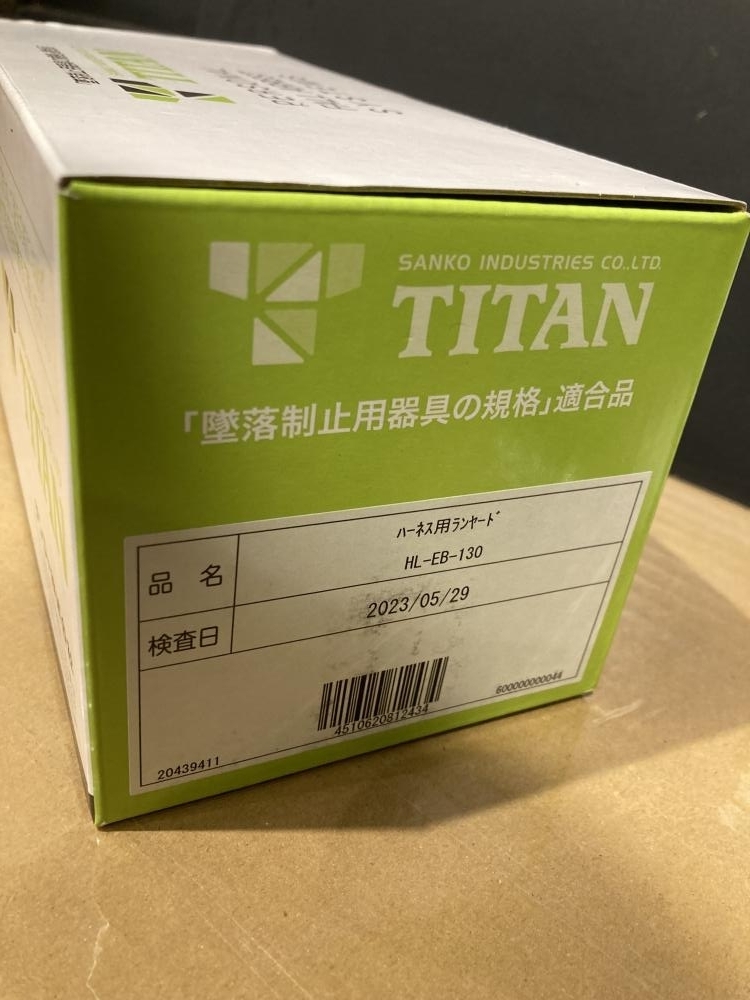 SANKO INDUSTRIES CO.,LTD.
TITAN
「墜落制止用器具の規格」適合品
品 名
ハーネス用ランヤード
HL-EB-130
検査日
2023/05/29
4510620812434
600000000044
20439411